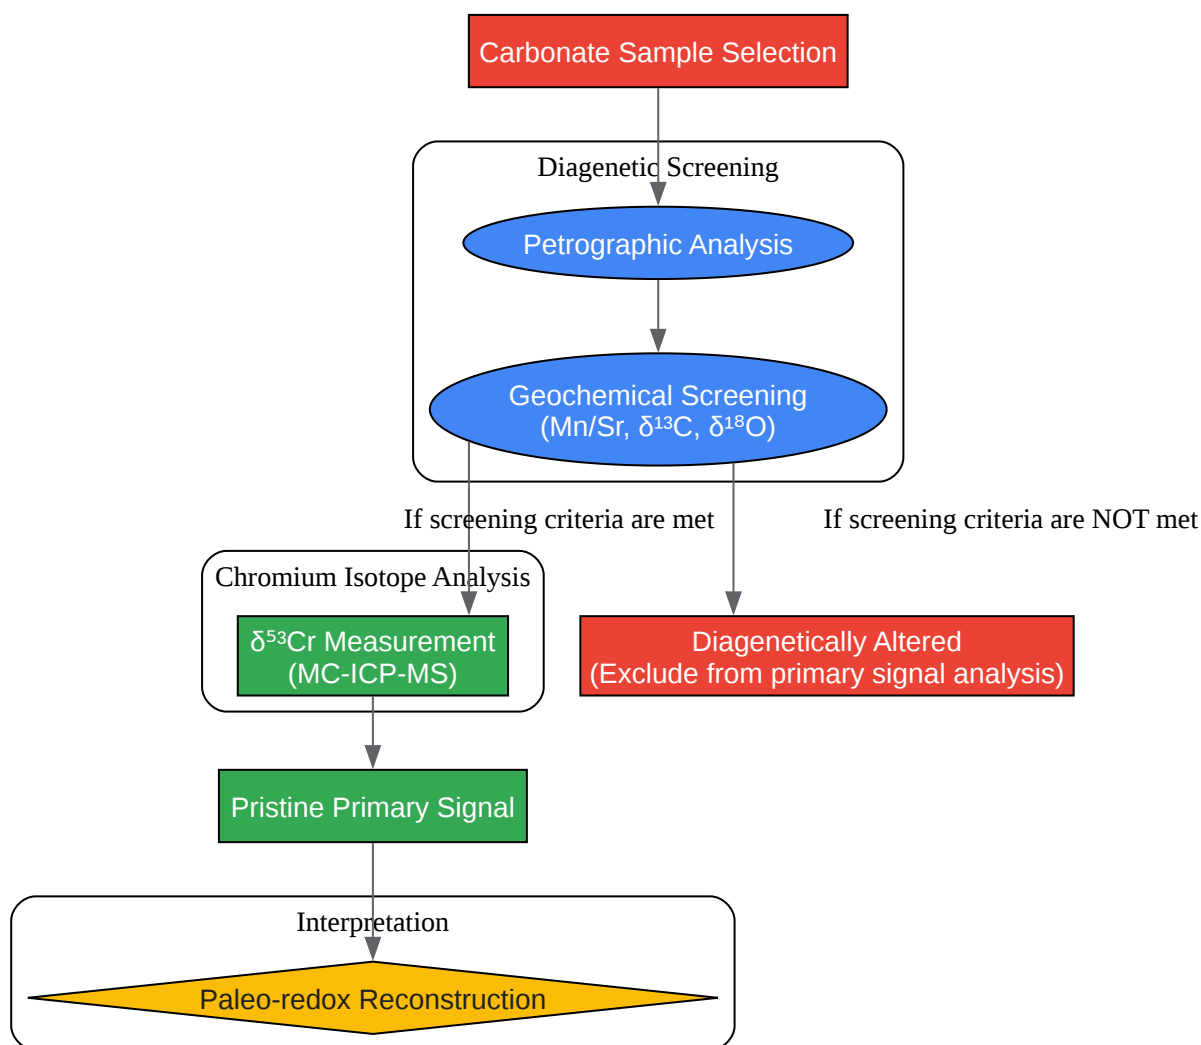 Carbonate Sample Selection
Diagenetic Screening
Petrographic Analysis
Geochemical Screening
(Mn/Sr, δ¹³C, δ¹⁸O)
If screening criteria are met
If screening criteria are NOT met
Chromium Isotope Analysis
δ⁵³Cr Measurement
(MC-ICP-MS)
Diagenetically Altered
(Exclude from primary signal analysis)
Pristine Primary Signal
Interpretation
Paleo-redox Reconstruction